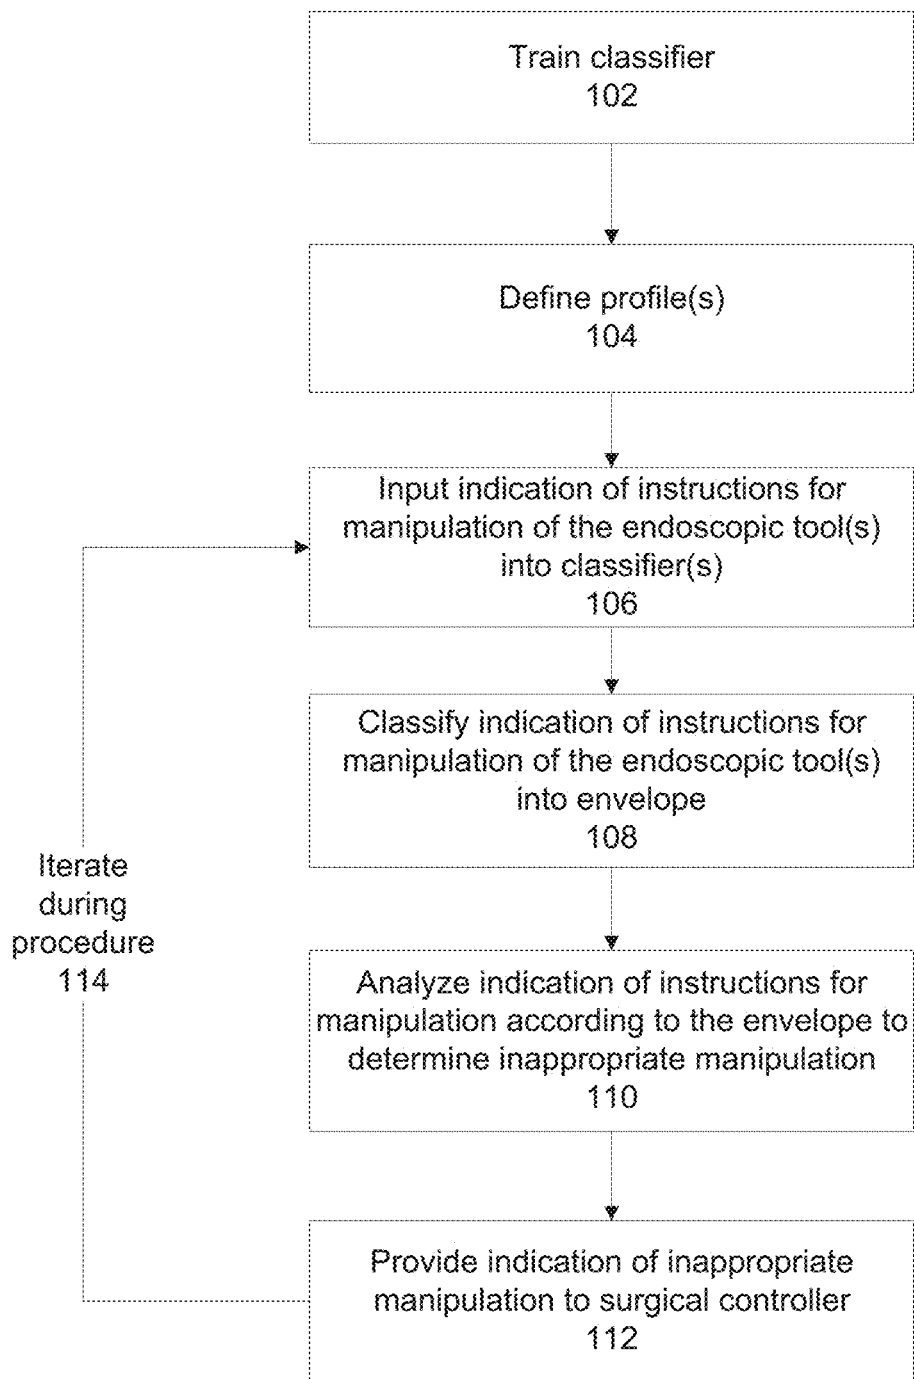 Train classifier
102
Define profile(s)
104
Input indication of instructions for
manipulation of the endoscopic tool(s)
into classifier(s)
106
Classify indication of instructions for
manipulation of the endoscopic tool(s)
into envelope
108
Iterate
during
procedure
114
Analyze indication of instructions for
manipulation according to the envelope to
determine inappropriate manipulation
110
Provide indication of inappropriate
manipulation to surgical controller
112